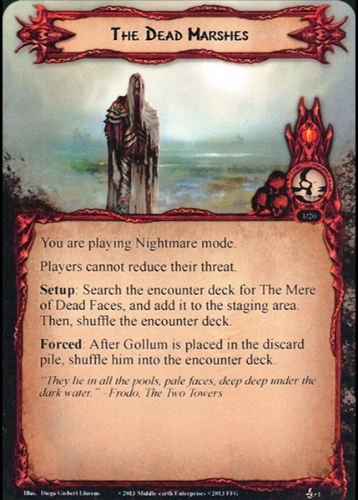 The Dead Marshes
1/20
You are playing Nightmare mode.
Players cannot reduce their threat.
Setup: Search the encounter deck for The Mere
of Dead Faces, and add it to the staging area.
Then, shuffle the encounter deck.
Forced: After Gollum is placed in the discard
pile, shuffle him into the encounter deck.
"They lie in all the pools, pale faces, deep deep under the
dark water." -Frodo, The Two Towers
Illus. Diego Gisbert Llorens ©2013 Middle-earth Enterprises ©2013 FFG